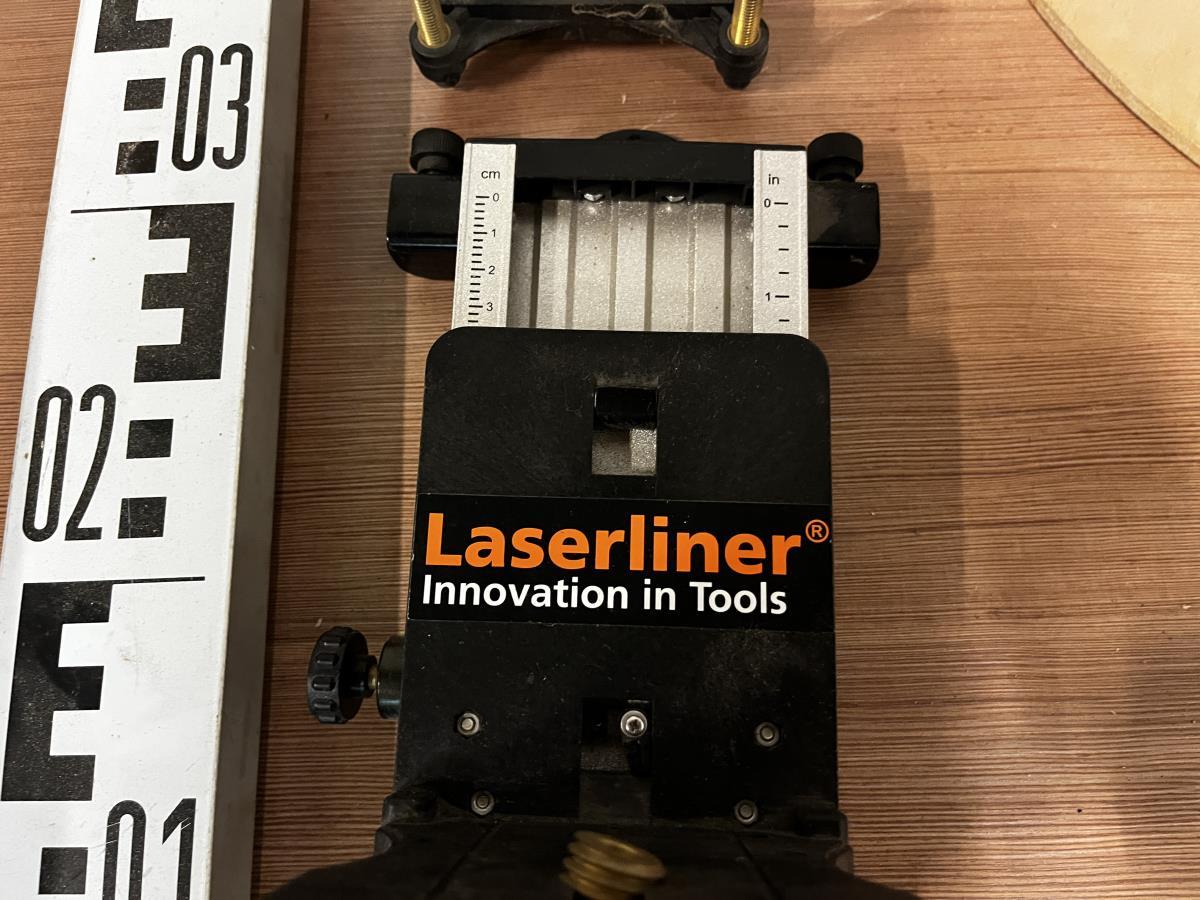 03
02
01
cm
0
1
2
3
in
0
1
Laserliner®
Innovation in Tools